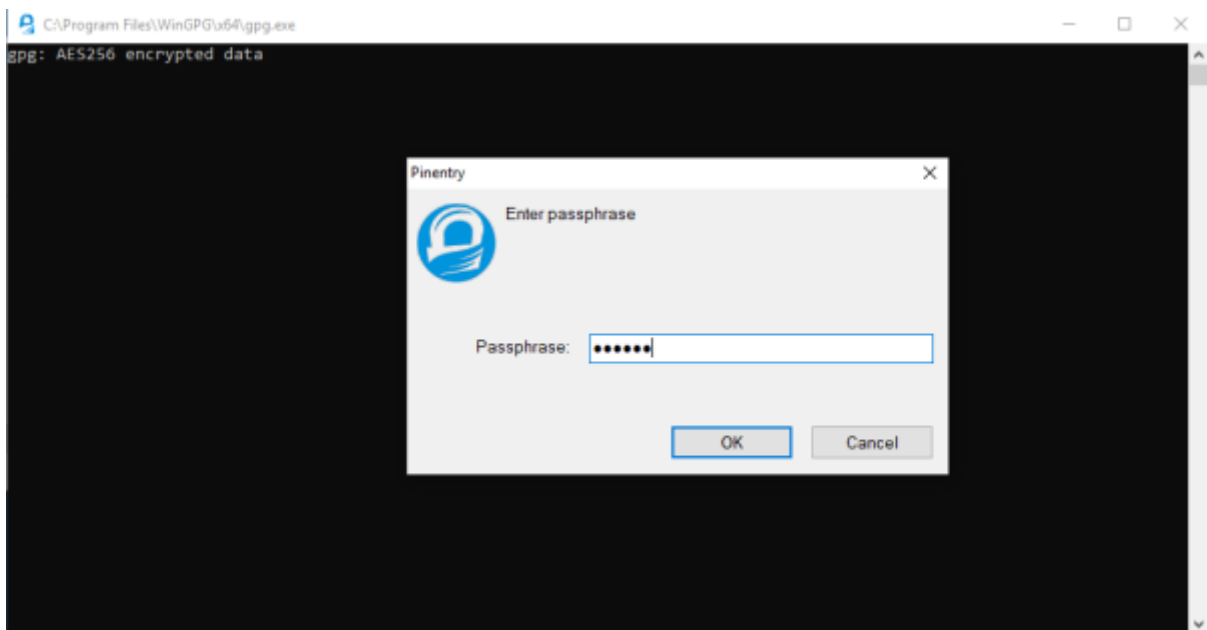 C:\Program Files\WinGPG\x64\gpg.exe
gpg: AES256 encrypted data
Pinentry
Enter passphrase
Passphrase: ●●●●●●
OK Cancel